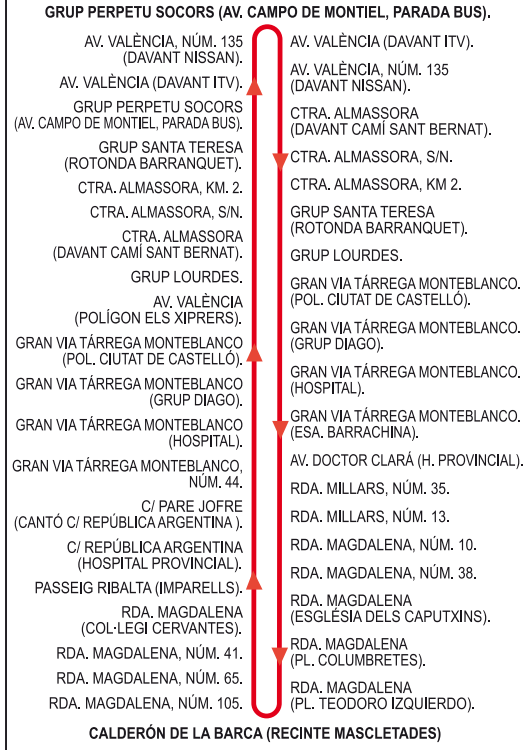 GRUP PERPETU SOCORS (AV. CAMPO DE MONTIEL, PARADA BUS).
AV. VALÈNCIA, NÚM. 135
(DAVANT NISSAN).
AV. VALÈNCIA (DAVANT ITV).
GRUP PERPETU SOCORS
(AV. CAMPO DE MONTIEL, PARADA BUS).
GRUP SANTA TERESA
(ROTONDA BARRANQUET).
CTRA. ALMASSORA, KM. 2.
CTRA. ALMASSORA, S/N.
CTRA. ALMASSORA
(DAVANT CAMÍ SANT BERNAT).
GRUP LOURDES.
AV. VALÈNCIA
(POLÍGON ELS XIPRERS).
GRAN VIA TÁRREGA MONTEBLANCO
(POL. CIUTAT DE CASTELLÓ).
GRAN VIA TÁRREGA MONTEBLANCO
(GRUP DIAGO).
GRAN VIA TÁRREGA MONTEBLANCO
(HOSPITAL).
GRAN VIA TÁRREGA MONTEBLANCO,
NÚM. 44.
C/ PARE JOFRE
(CANTÓ C/ REPÚBLICA ARGENTINA ).
C/ REPÚBLICA ARGENTINA
(HOSPITAL PROVINCIAL).
PASSEIG RIBALTA (IMPARELLS).
RDA. MAGDALENA
(COL·LEGI CERVANTES).
RDA. MAGDALENA, NÚM. 41.
RDA. MAGDALENA, NÚM. 65.
RDA. MAGDALENA, NÚM. 105.
AV. VALÈNCIA (DAVANT ITV).
AV. VALÈNCIA, NÚM. 135
(DAVANT NISSAN).
CTRA. ALMASSORA
(DAVANT CAMÍ SANT BERNAT).
CTRA. ALMASSORA, S/N.
CTRA. ALMASSORA, KM 2.
GRUP SANTA TERESA
(ROTONDA BARRANQUET).
GRUP LOURDES.
GRAN VIA TÁRREGA MONTEBLANCO.
(POL. CIUTAT DE CASTELLÓ).
GRAN VIA TÁRREGA MONTEBLANCO.
(GRUP DIAGO).
GRAN VIA TÁRREGA MONTEBLANCO.
(HOSPITAL).
GRAN VIA TÁRREGA MONTEBLANCO.
(ESA. BARRACHINA).
AV. DOCTOR CLARÁ (H. PROVINCIAL).
RDA. MILLARS, NÚM. 35.
RDA. MILLARS, NÚM. 13.
RDA. MAGDALENA, NÚM. 10.
RDA. MAGDALENA, NÚM. 38.
RDA. MAGDALENA
(ESGLÉSIA DELS CAPUTXINS).
RDA. MAGDALENA
(PL. COLUMBRETES).
RDA. MAGDALENA
(PL. TEODORO IZQUIERDO).
CALDERÓN DE LA BARCA (RECINTE MASCLETADES)